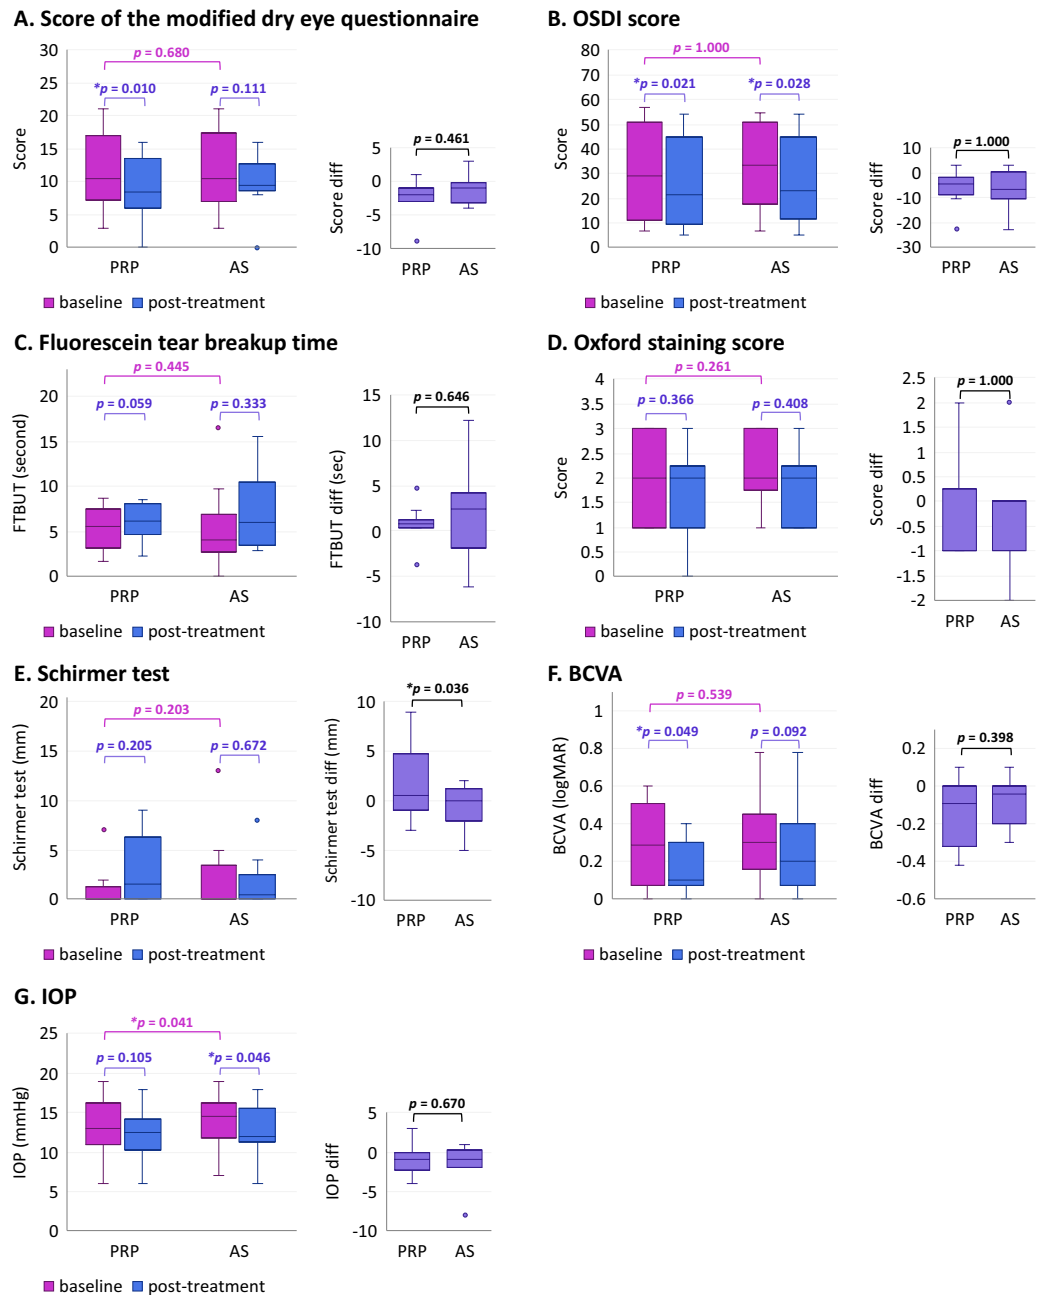 A. Score of the modified dry eye questionnaire
30
25
20
15
10
5
0
Score
p = 0.680
*p = 0.010
p = 0.111
PRP
AS
baseline
post-treatment
5
0
-5
-10
Score diff
p = 0.461
PRP
AS
B. OSDI score
80
70
60
50
40
30
20
10
0
Score
p = 1.000
*p = 0.021
*p = 0.028
PRP
AS
baseline
post-treatment
10
0
-10
-20
-30
Score diff
p = 1.000
PRP
AS
C. Fluorescein tear breakup time
20
15
10
5
0
FTBUT (second)
p = 0.445
p = 0.059
p = 0.333
PRP
AS
baseline
post-treatment
15
10
5
0
-5
-10
FTBUT diff (sec)
p = 0.646
PRP
AS
D. Oxford staining score
4
3.5
3
2.5
2
1.5
1
0.5
0
Score
p = 0.261
p = 0.366
p = 0.408
PRP
AS
baseline
post-treatment
2.5
2
1.5
1
0.5
0
-0.5
-1
-1.5
-2
Score diff
p = 1.000
PRP
AS
E. Schirmer test
20
15
10
5
0
Schirmer test (mm)
p = 0.203
p = 0.205
p = 0.672
PRP
AS
baseline
post-treatment
10
5
0
-5
-10
Schirmer test diff (mm)
*p = 0.036
PRP
AS
F. BCVA
1
0.8
0.6
0.4
0.2
0
BCVA (logMAR)
p = 0.539
*p = 0.049
p = 0.092
PRP
AS
baseline
post-treatment
0.2
0
-0.2
-0.4
-0.6
BCVA diff
p = 0.398
PRP
AS
G. IOP
25
20
15
10
5
0
IOP (mmHg)
*p = 0.041
p = 0.105
*p = 0.046
PRP
AS
baseline
post-treatment
5
0
-5
-10
IOP diff
p = 0.670
PRP
AS